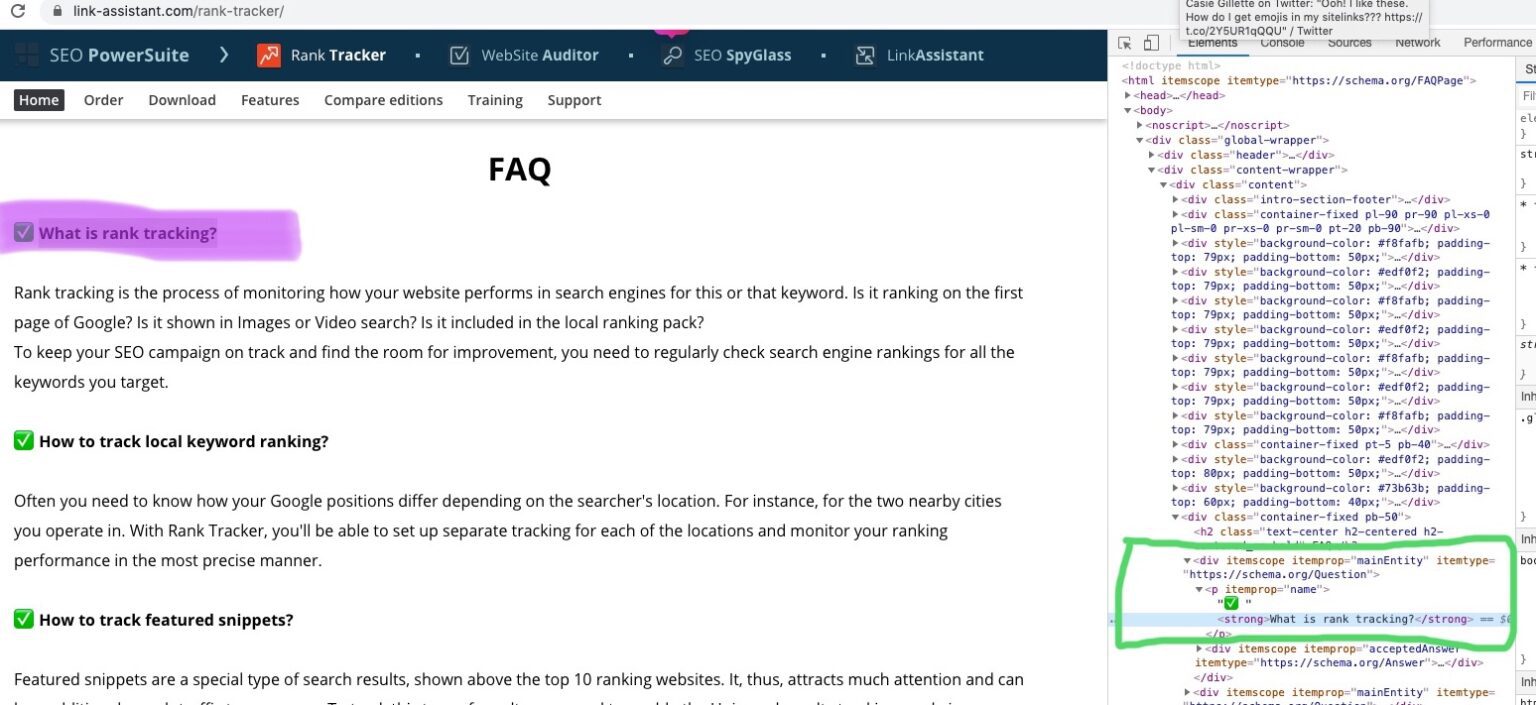 link-assistant.com/rank-tracker/
Casie Gillette on Twitter: "Ooh! I like these.
How do I get emojis in my sitelinks??? https://
t.co/2Y5UR1qQQU" / Twitter
SEO PowerSuite
Rank Tracker
WebSite Auditor
SEO SpyGlass
LinkAssistant
Home Order Download Features Compare editions Training Support
FAQ
✅ What is rank tracking?
Rank tracking is the process of monitoring how your website performs in search engines for this or that keyword. Is it ranking on the first
page of Google? Is it shown in Images or Video search? Is it included in the local ranking pack?
To keep your SEO campaign on track and find the room for improvement, you need to regularly check search engine rankings for all the
keywords you target.
✅ How to track local keyword ranking?
Often you need to know how your Google positions differ depending on the searcher's location. For instance, for the two nearby cities
you operate in. With Rank Tracker, you'll be able to set up separate tracking for each of the locations and monitor your ranking
performance in the most precise manner.
✅ How to track featured snippets?
Featured snippets are a special type of search results, shown above the top 10 ranking websites. It, thus, attracts much attention and can
Elements Console Sources Network Performance
<!doctype html>
<html itemscope itemtype="https://schema.org/FAQPage">
▶<head>…</head>
▼<body>
▶<noscript>…</noscript>
▼<div class="global-wrapper">
▶<div class="header">…</div>
▼<div class="content-wrapper">
▼<div class="content">
▶<div class="intro-section-footer">…</div>
▶<div class="container-fixed pl-90 pr-90 pl-xs-0
pl-sm-0 pr-xs-0 pr-sm-0 pt-20 pb-90">…</div>
▶<div style="background-color: #f8fafb; padding-
top: 79px; padding-bottom: 50px;">…</div>
▶<div style="background-color: #edf0f2; padding-
top: 79px; padding-bottom: 50px;">…</div>
▶<div style="background-color: #f8fafb; padding-
top: 79px; padding-bottom: 50px;">…</div>
▶<div style="background-color: #edf0f2; padding-
top: 79px; padding-bottom: 50px;">…</div>
▶<div style="background-color: #f8fafb; padding-
top: 79px; padding-bottom: 50px;">…</div>
▶<div style="background-color: #edf0f2; padding-
top: 79px; padding-bottom: 50px;">…</div>
▶<div style="background-color: #f8fafb; padding-
top: 79px; padding-bottom: 50px;">…</div>
▶<div class="container-fixed pt-5 pb-40">…</div>
▶<div style="background-color: #edf0f2; padding-
top: 80px; padding-bottom: 50px;">…</div>
▶<div style="background-color: #73b63b; padding-
top: 60px; padding-bottom: 40px;">…</div>
▼<div class="container-fixed pb-50">
<h2 class="text-center h2-centered h2-
▼<div itemscope itemprop="mainEntity" itemtype=
"https://schema.org/Question">
▼<p itemprop="name">
"✅ "
<strong>What is rank tracking?</strong> == $0
</p>
▶<div itemscope itemprop="acceptedAnswer"
itemtype="https://schema.org/Answer">…</div>
</div>
▶<div itemscope itemprop="mainEntity" itemtype=